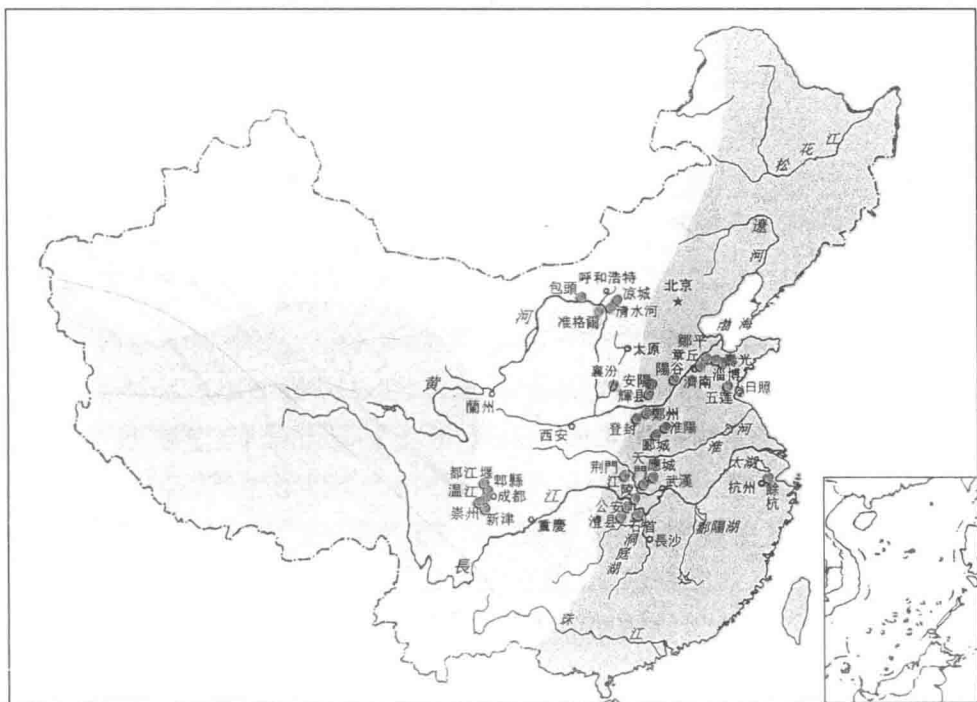 松花江
遼河
呼和浩特
包頭
凉城
清水河
准格爾
北京
渤海
河
太原
鄒平
章丘
壽光
陽谷
濟南
淄博
日照
五蓮
襄汾
安陽
輝县
黄
蘭州
鄭州
登封
淮陽
西安
郾城
淮河
天門
應城
荆門
江陵
武漢
太湖
杭州
餘杭
都江堰
郫縣
温江
成都
崇州
新津
江
重慶
公安
澧县
石首
洞庭湖
鄱陽湖
長沙
長
珠江